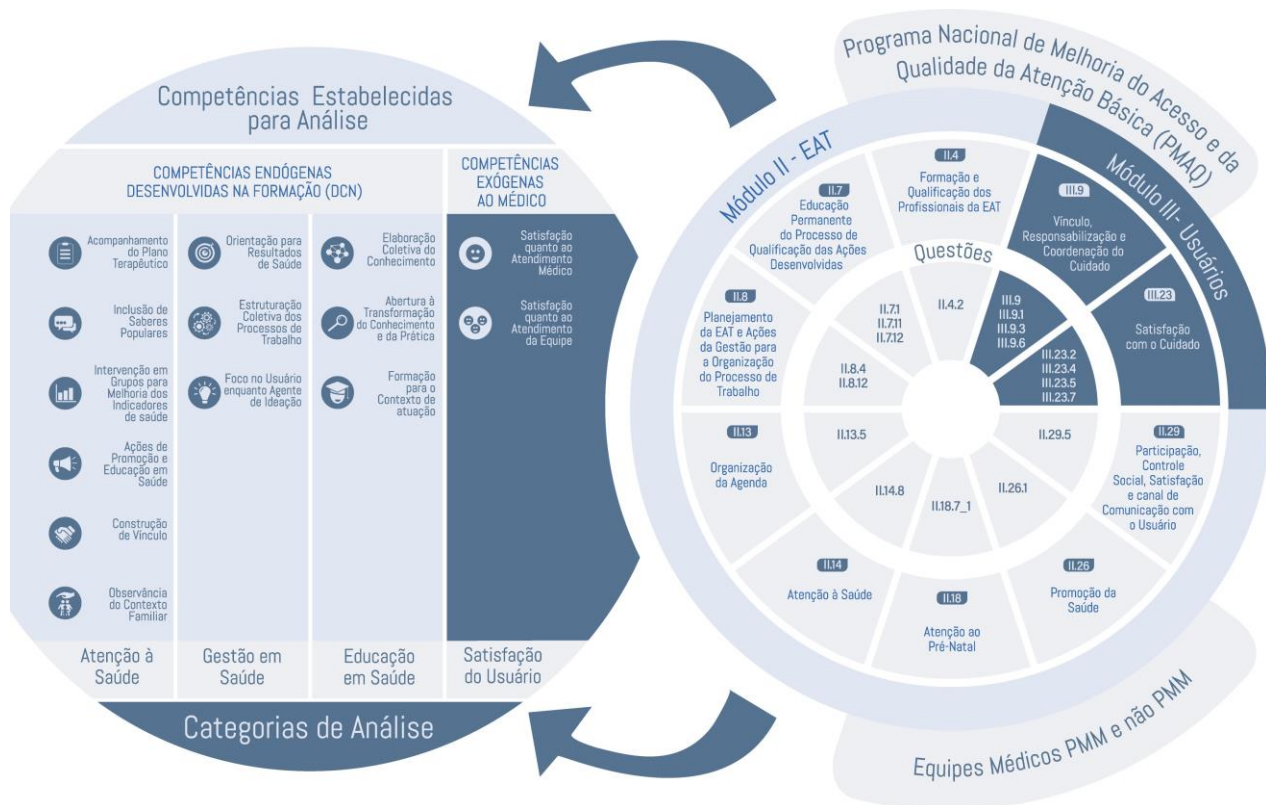 Competências Estabelecidas
para Análise
COMPETÊNCIAS ENDÓGENAS
DESENVOLVIDAS NA FORMAÇÃO (DCN)
COMPETÊNCIAS
EXÓGENAS
AO MÉDICO
Acompanhamento
do Plano
Terapêutico
Inclusão de
Saberes
Populares
Intervenção em
Grupos para
Melhoria dos
Indicadores
de saúde
Ações de
Promoção e
Educação em
Saúde
Construção
de Vínculo
Observância
do Contexto
Familiar
Orientação para
Resultados
de Saúde
Estruturação
Coletiva dos
Processos de
Trabalho
Foco no Usuário
enquanto Agente
de Ideação
Elaboração
Coletiva do
Conhecimento
Abertura à
Transformação
do Conhecimento
e da Prática
Formação
para o
Contexto de
atuação
Satisfação
quanto ao
Atendimento
Médico
Satisfação
quanto ao
Atendimento
da Equipe
Atenção à
Saúde
Gestão em
Saúde
Educação
em Saúde
Satisfação
do Usuário
Categorias de Análise
Programa Nacional de Melhoria do Acesso e da
Qualidade da Atenção Básica (PMAQ)
Módulo II - EAT
Módulo III- Usuários
II.4
Formação e
Qualificação dos
Profissionais da EAT
III.9
Vínculo,
Responsabilização e
Coordenação do
Cuidado
III.23
Satisfação
com o Cuidado
II.29
Participação,
Controle
Social, Satisfação
e canal de
Comunicação com
o Usuário
II.26
Promoção da
Saúde
II.18
Atenção ao
Pré-Natal
II.14
Atenção à Saúde
II.13
Organização
da Agenda
II.8
Planejamento
da EAT e Ações
da Gestão para
a Organização
do Processo de
Trabalho
II.7
Educação
Permanente
do Processo de
Qualificação das Ações
Desenvolvidas
Questões
II.4.2
III.9
III.9.1
III.9.3
III.9.6
III.23.2
III.23.4
III.23.5
III.23.7
II.29.5
II.26.1
II.18.7_1
II.14.8
II.13.5
II.8.4
II.8.12
II.7.1
II.7.11
II.7.12
Equipes Médicos PMM e não PMM